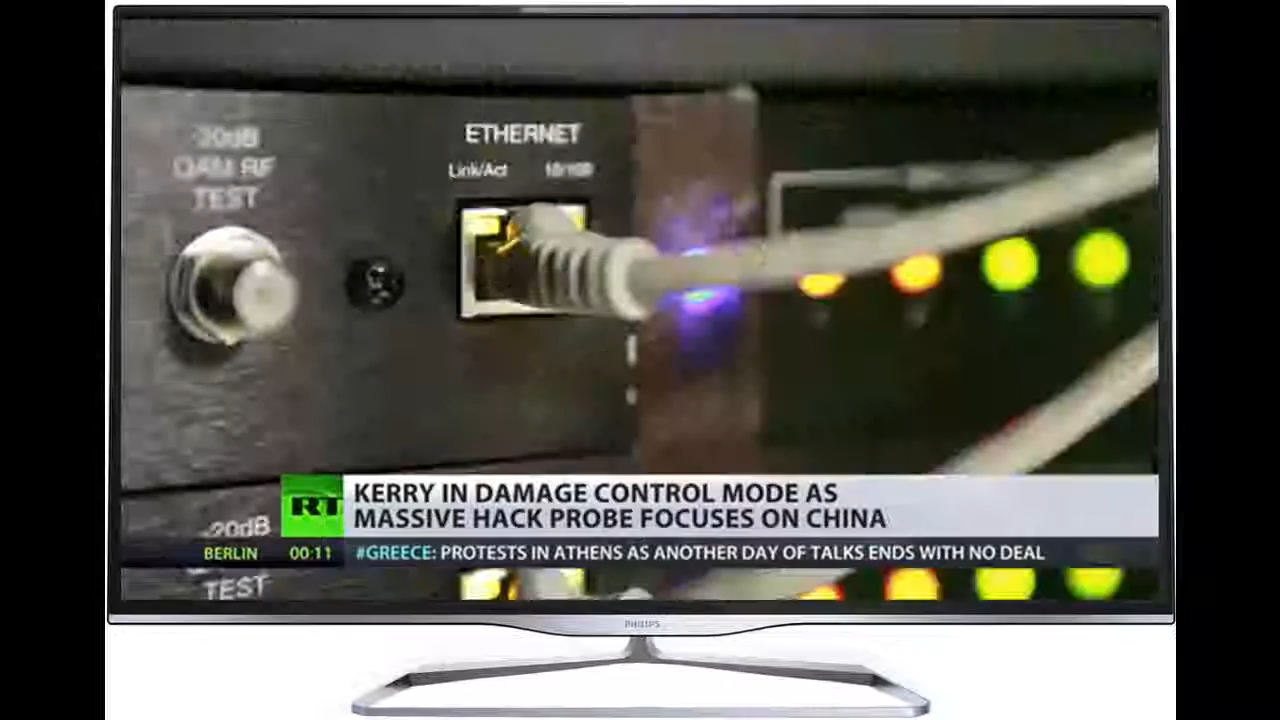 -30dB
QAM RF
TEST
ETHERNET
Link/Act 10/100
RT
KERRY IN DAMAGE CONTROL MODE AS
MASSIVE HACK PROBE FOCUSES ON CHINA
-20dB
BERLIN 00:11 #GREECE: PROTESTS IN ATHENS AS ANOTHER DAY OF TALKS ENDS WITH NO DEAL
TEST
PHILIPS